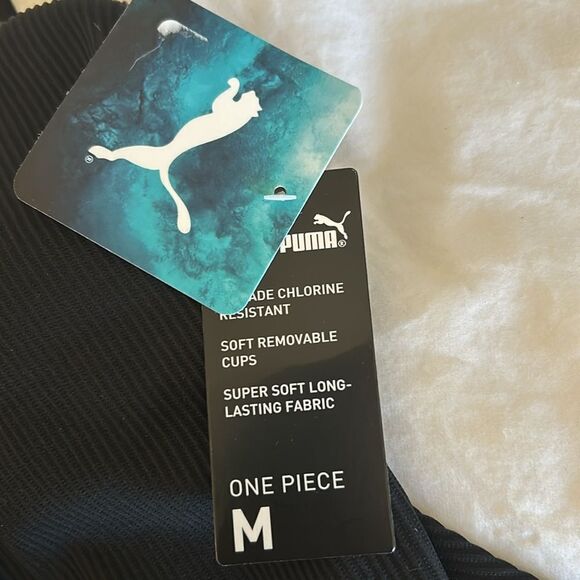 PUMA®
CHLORINE
RESISTANT
SOFT REMOVABLE
CUPS
SUPER SOFT LONG-
LASTING FABRIC
ONE PIECE
M
®